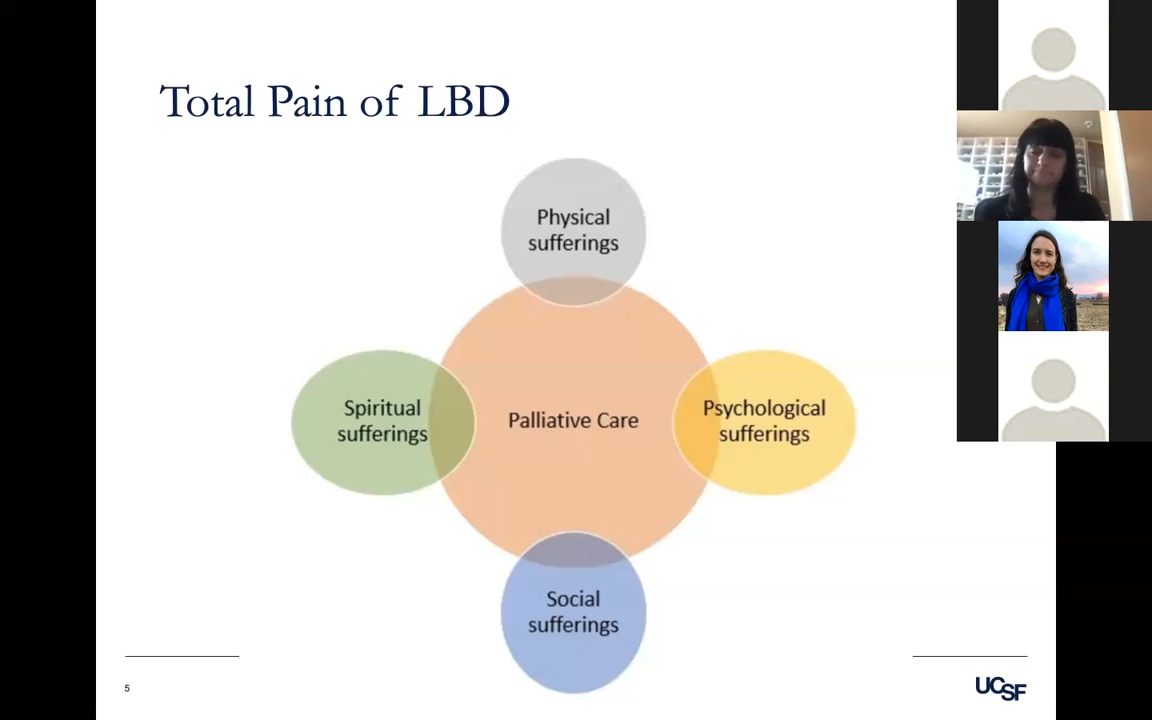 Total Pain of LBD
Physical
sufferings
Spiritual
sufferings
Palliative Care
Psychological
sufferings
Social
sufferings
5
UCSF